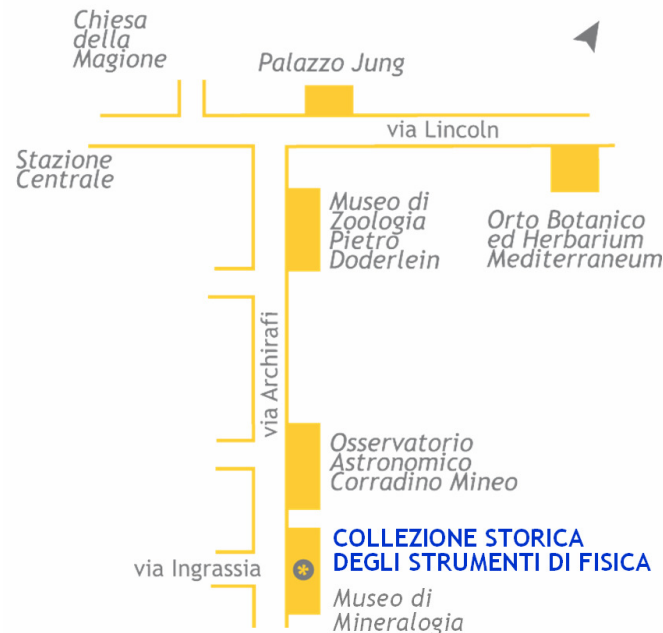 Chiesa
della
Magione
Palazzo Jung
via Lincoln
Stazione
Centrale
Museo di
Zoologia
Pietro
Doderlein
Orto Botanico
ed Herbarium
Mediterraneum
via Archirafi
Osservatorio
Astronomico
Corradino Mineo
COLLEZIONE STORICA
DEGLI STRUMENTI DI FISICA
via Ingrassia
Museo di
Mineralogia